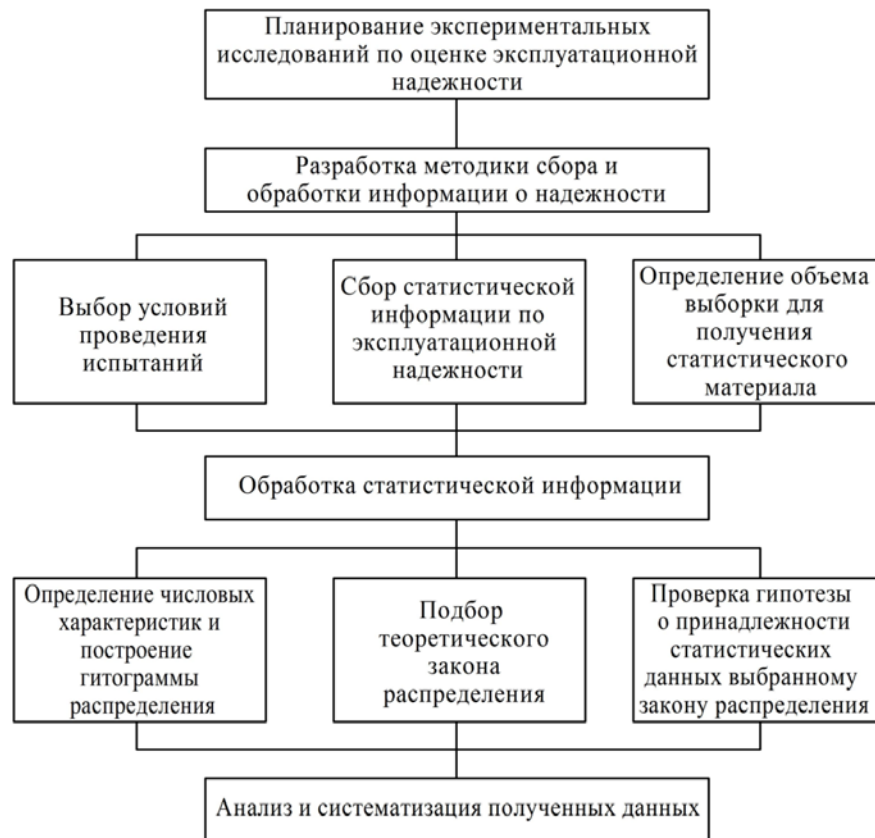 Планирование экспериментальных
исследований по оценке эксплуатационной
надежности
Разработка методики сбора и
обработки информации о надежности
Выбор условий
проведения
испытаний
Сбор статистической
информации по
эксплуатационной
надежности
Определение объема
выборки для
получения
статистического
материала
Обработка статистической информации
Определение числовых
характеристик и
построение
гитограммы
распределения
Подбор
теоретического
закона
распределения
Проверка гипотезы
о принадлежности
статистических
данных выбранному
закону распределения
Анализ и систематизация полученных данных